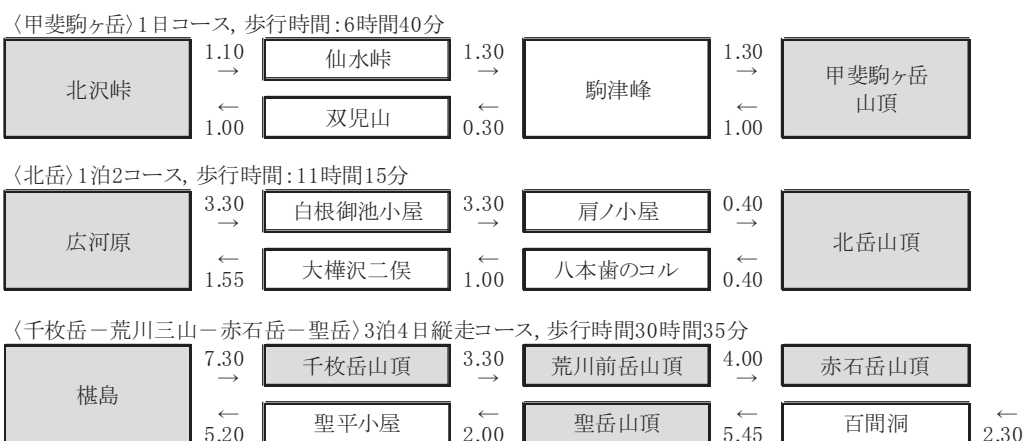 〈甲斐駒ヶ岳〉1日コース, 歩行時間:6時間40分
北沢峠
1.10
→
仙水峠
1.30
→
駒津峰
1.30
→
甲斐駒ヶ岳
山頂
←
1.00
双児山
←
0.30
←
1.00
〈北岳〉1泊2コース, 歩行時間:11時間15分
広河原
3.30
→
白根御池小屋
3.30
→
肩ノ小屋
0.40
→
北岳山頂
←
1.55
大樺沢二俣
←
1.00
八本歯のコル
←
0.40
〈千枚岳－荒川三山－赤石岳－聖岳〉3泊4日縦走コース, 歩行時間30時間35分
椹島
7.30
→
千枚岳山頂
3.30
→
荒川前岳山頂
4.00
→
赤石岳山頂
←
5.20
聖平小屋
←
2.00
聖岳山頂
←
5.45
百間洞
←
2.30